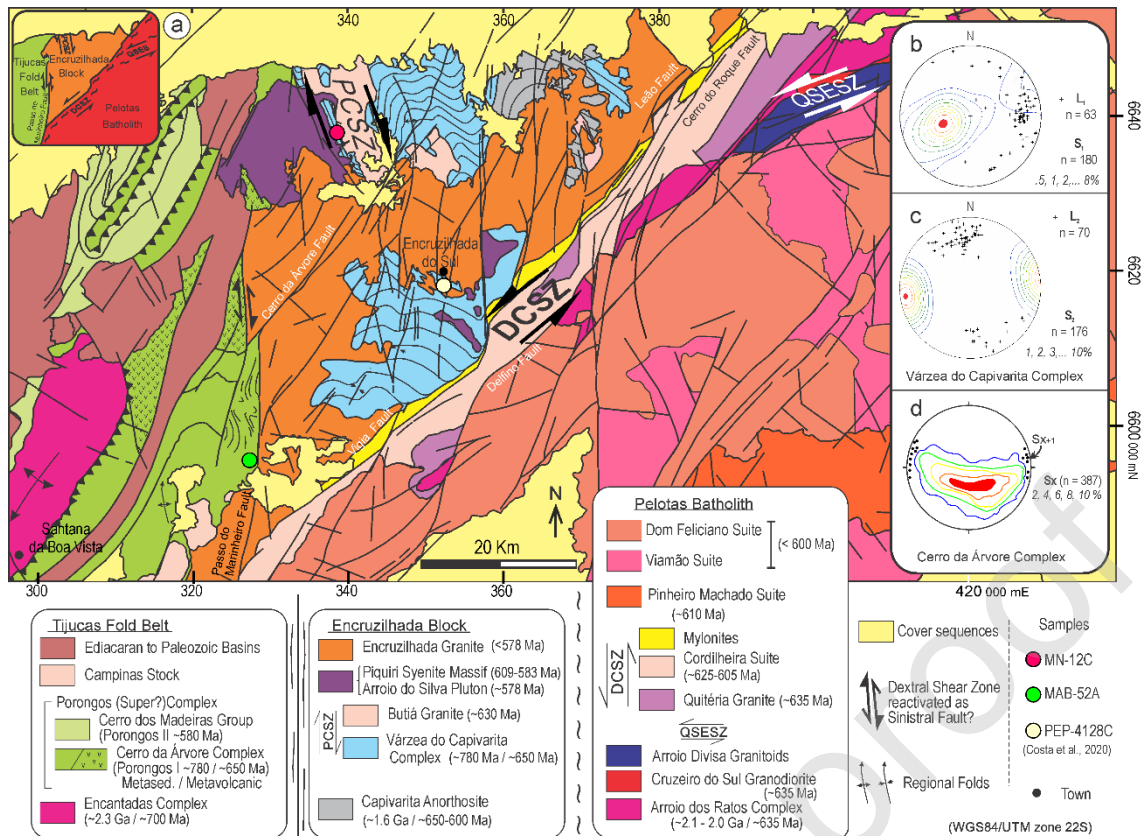 340
360
380
a
POSZ
QSESZ
Tijucas
Fold
Belt
Encruzilhada
Block
DCSZ
Passo do
Marinheiro Fault
Pelotas
Batholith
PCSZ
Leão Fault
Cerro do Roque Fault
QSESZ
Encruzilhada
do Sul
Cerro da Árvore Fault
DCSZ
Delfino Fault
Vigia Fault
Passo do
Marinheiro Fault
Santana
da Boa Vista
N
20 Km
6640
6620
6600 000 mN
300
320
340
360
420 000 mE
b
N
+ L₁
n = 63
S₁
n = 180
.5, 1, 2,... 8%
c
N
+ L₂
n = 70
S₂
n = 176
1, 2. 3,... 10%
Várzea do Capivarita Complex
d
Sx+1
Sx (n = 387)
2, 4, 6, 8, 10 %
Cerro da Árvore Complex
Tijucas Fold Belt
Ediacaran to Paleozoic Basins
Campinas Stock
Porongos (Super?)Complex
Cerro dos Madeiras Group
(Porongos II ~580 Ma)
Cerro da Árvore Complex
(Porongos I ~780 / ~650 Ma)
Metased. / Metavolcanic
Encantadas Complex
(~2.3 Ga / ~700 Ma)
Encruzilhada Block
Encruzilhada Granite (<578 Ma)
Piquiri Syenite Massif (609-583 Ma)
Arroio do Silva Pluton (~578 Ma)
PCSZ
Butiá Granite (~630 Ma)
Várzea do Capivarita
Complex (~780 Ma / ~650 Ma)
Capivarita Anorthosite
(~1.6 Ga / ~650-600 Ma)
Pelotas Batholith
Dom Feliciano Suite
(< 600 Ma)
Viamão Suite
Pinheiro Machado Suite
(~610 Ma)
DCSZ
Mylonites
Cordilheira Suite
(~625-605 Ma)
Quitéria Granite (~635 Ma)
QSESZ
Arroio Divisa Granitoids
Cruzeiro do Sul Granodiorite
(~635 Ma)
Arroio dos Ratos Complex
(~2.1 - 2.0 Ga / ~635 Ma)
Cover sequences
Dextral Shear Zone
reactivated as
Sinistral Fault?
Regional Folds
Samples
MN-12C
MAB-52A
PEP-4128C
(Costa et al., 2020)
Town
(WGS84/UTM zone 22S)
proof